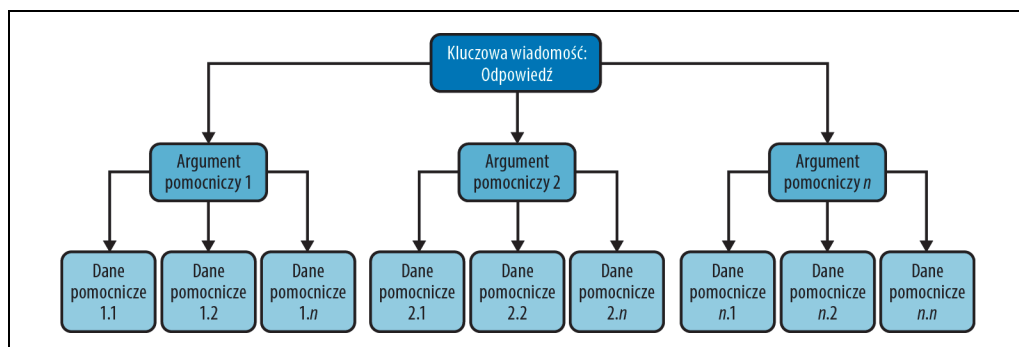 Kluczowa wiadomość:
Odpowiedź
Argument
pomocniczy 1
Argument
pomocniczy 2
Argument
pomocniczy n
Dane
pomocnicze
1.1
Dane
pomocnicze
1.2
Dane
pomocnicze
1.n
Dane
pomocnicze
2.1
Dane
pomocnicze
2.2
Dane
pomocnicze
2.n
Dane
pomocnicze
n.1
Dane
pomocnicze
n.2
Dane
pomocnicze
n.n